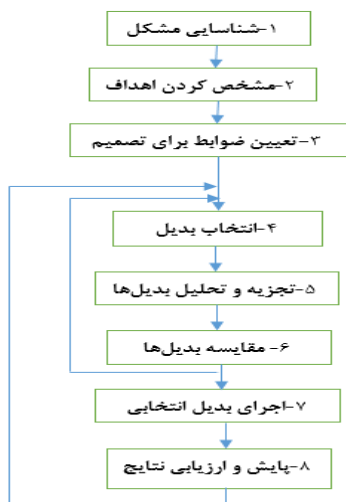 ۱-شناسایی مشکل
۲-مشخص کردن اهداف
۳-تعیین ضوابط برای تصمیم
۴-انتخاب بدیل
۵-تجزیه و تحلیل بدیل‌ها
۶- مقایسه بدیل‌ها
۷-اجرای بدیل انتخابی
۸-پایش و ارزیابی نتایج